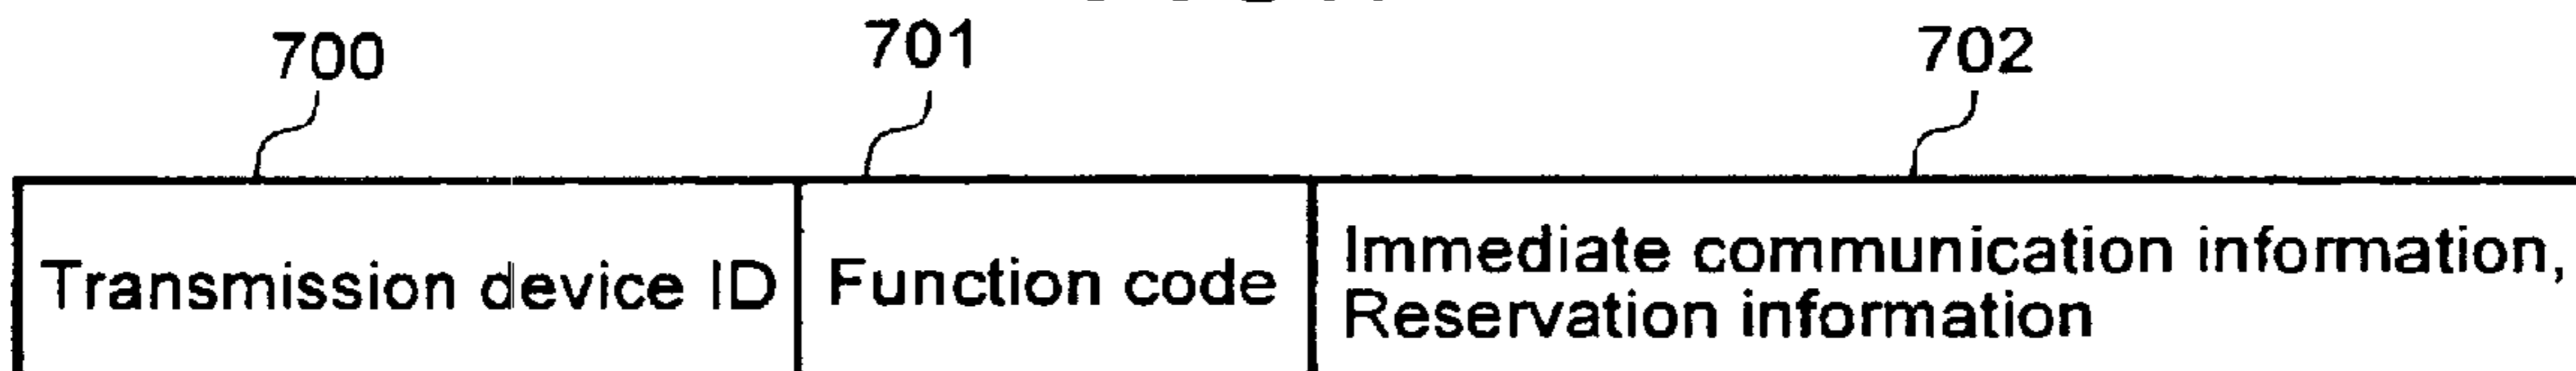 700 701 702
Transmission device ID Function code Immediate communication information,
Reservation information